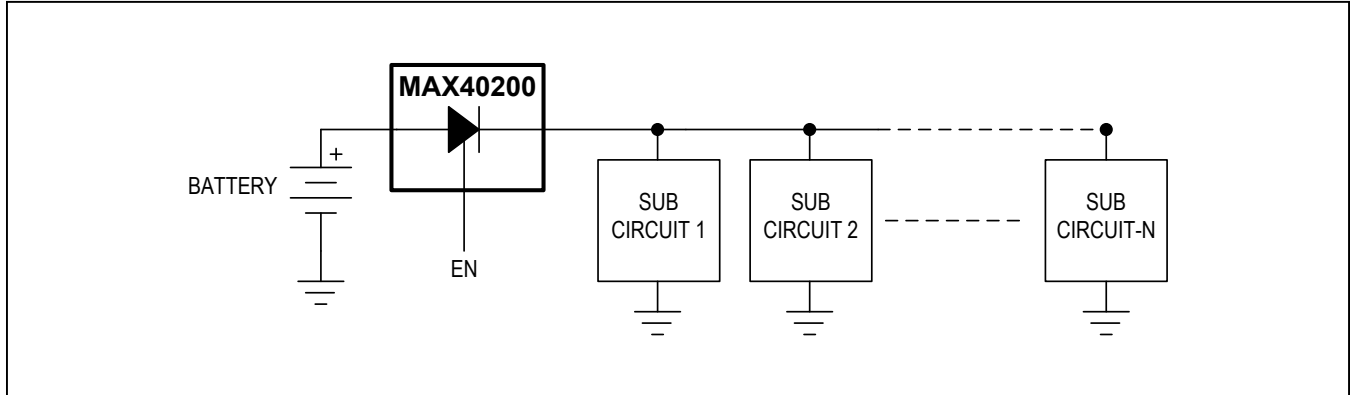 MAX40200
+
BATTERY
EN
SUB
CIRCUIT 1
SUB
CIRCUIT 2
SUB
CIRCUIT-N